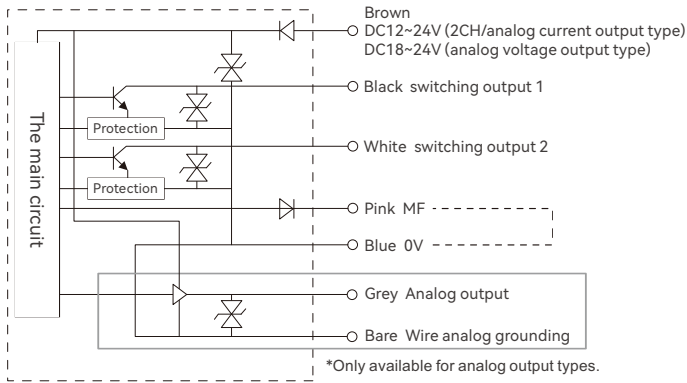 Brown
DC12~24V (2CH/analog current output type)
DC18~24V (analog voltage output type)
Black switching output 1
The main circuit
Protection
White switching output 2
Protection
Pink MF
Blue 0V
Grey Analog output
Bare Wire analog grounding
*Only available for analog output types.